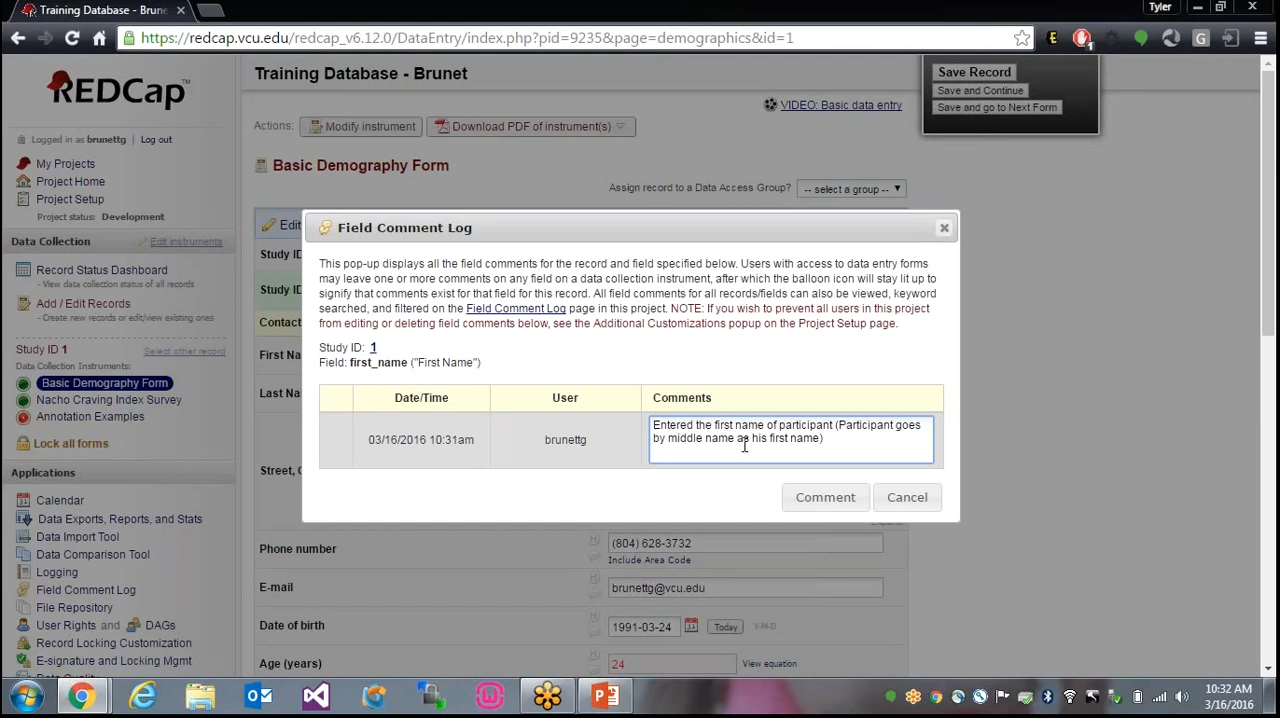 Training Database - Brune
Tyler
https://redcap.vcu.edu/redcap_v6.12.0/DataEntry/index.php?pid=9235&page=demographics&id=1
REDCap
Logged in as brunettg | Log out
My Projects
Project Home
Project Setup
Project status: Development
Data Collection
Edit instruments
Record Status Dashboard
- View data collection status of all records
Add / Edit Records
- Create new records or edit/view existing ones
Study ID 1
Select other record
Data Collection Instruments:
Basic Demography Form
Nacho Craving Index Survey
Annotation Examples
Lock all forms
Applications
Calendar
Data Exports, Reports, and Stats
Data Import Tool
Data Comparison Tool
Logging
Field Comment Log
File Repository
User Rights and DAGs
Record Locking Customization
E-signature and Locking Mgmt
Training Database - Brunet
VIDEO: Basic data entry
Actions: Modify instrument Download PDF of instrument(s)
Basic Demography Form
Assign record to a Data Access Group? -- select a group --
Save Record
Save and Continue
Save and go to Next Form
Edit
Study ID
Study ID
Contac
First Na
Last Na
Street, C
Field Comment Log
This pop-up displays all the field comments for the record and field specified below. Users with access to data entry forms
may leave one or more comments on any field on a data collection instrument, after which the balloon icon will stay lit up to
signify that comments exist for that field for this record. All field comments for all records/fields can also be viewed, keyword
searched, and filtered on the Field Comment Log page in this project. NOTE: If you wish to prevent all users in this project
from editing or deleting field comments below, see the Additional Customizations popup on the Project Setup page.
Study ID: 1
Field: first_name ("First Name")
Date/Time User Comments
03/16/2016 10:31am brunettg
Entered the first name of participant (Participant goes
by middle name as his first name)
Comment Cancel
Phone number (804) 628-3732
Include Area Code
E-mail brunettg@vcu.edu
Date of birth 1991-03-24 Today Y-M-D
Age (years) 24 View equation
10:32 AM
3/16/2016